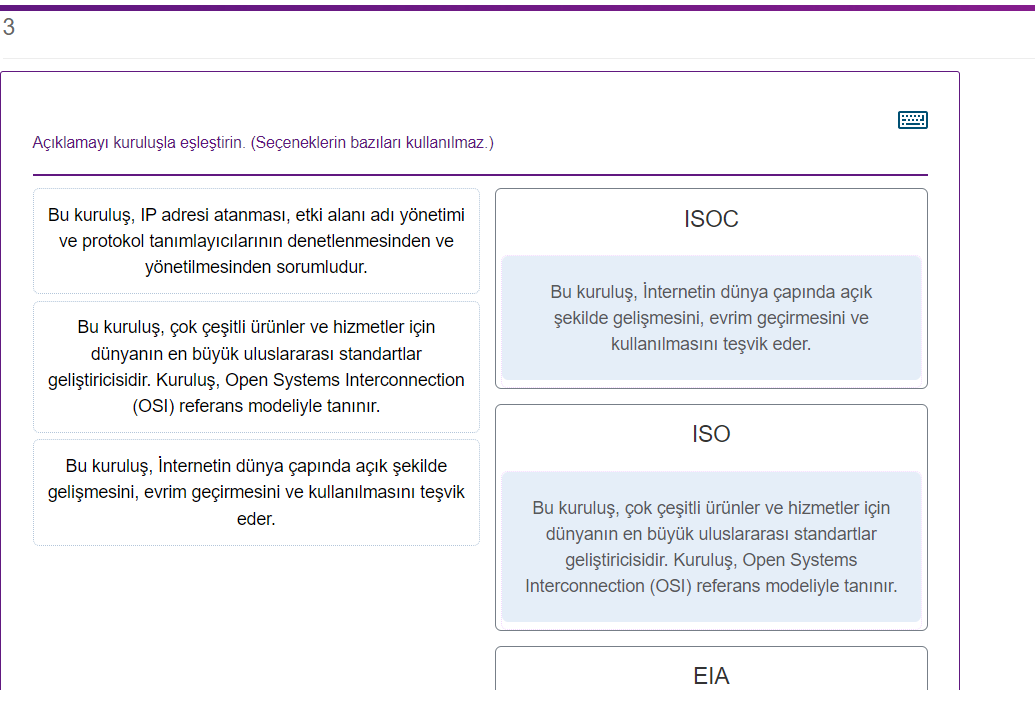 3
Açıklamayı kuruluşla eşleştirin. (Seçeneklerin bazıları kullanılmaz.)
Bu kuruluş, IP adresi atanması, etki alanı adı yönetimi
ve protokol tanımlayıcılarının denetlenmesinden ve
yönetilmesinden sorumludur.
Bu kuruluş, çok çeşitli ürünler ve hizmetler için
dünyanın en büyük uluslararası standartlar
geliştiricisidir. Kuruluş, Open Systems Interconnection
(OSI) referans modeliyle tanınır.
Bu kuruluş, İnternetin dünya çapında açık şekilde
gelişmesini, evrim geçirmesini ve kullanılmasını teşvik
eder.
ISOC
Bu kuruluş, İnternetin dünya çapında açık
şekilde gelişmesini, evrim geçirmesini ve
kullanılmasını teşvik eder.
ISO
Bu kuruluş, çok çeşitli ürünler ve hizmetler için
dünyanın en büyük uluslararası standartlar
geliştiricisidir. Kuruluş, Open Systems
Interconnection (OSI) referans modeliyle tanınır.
EIA